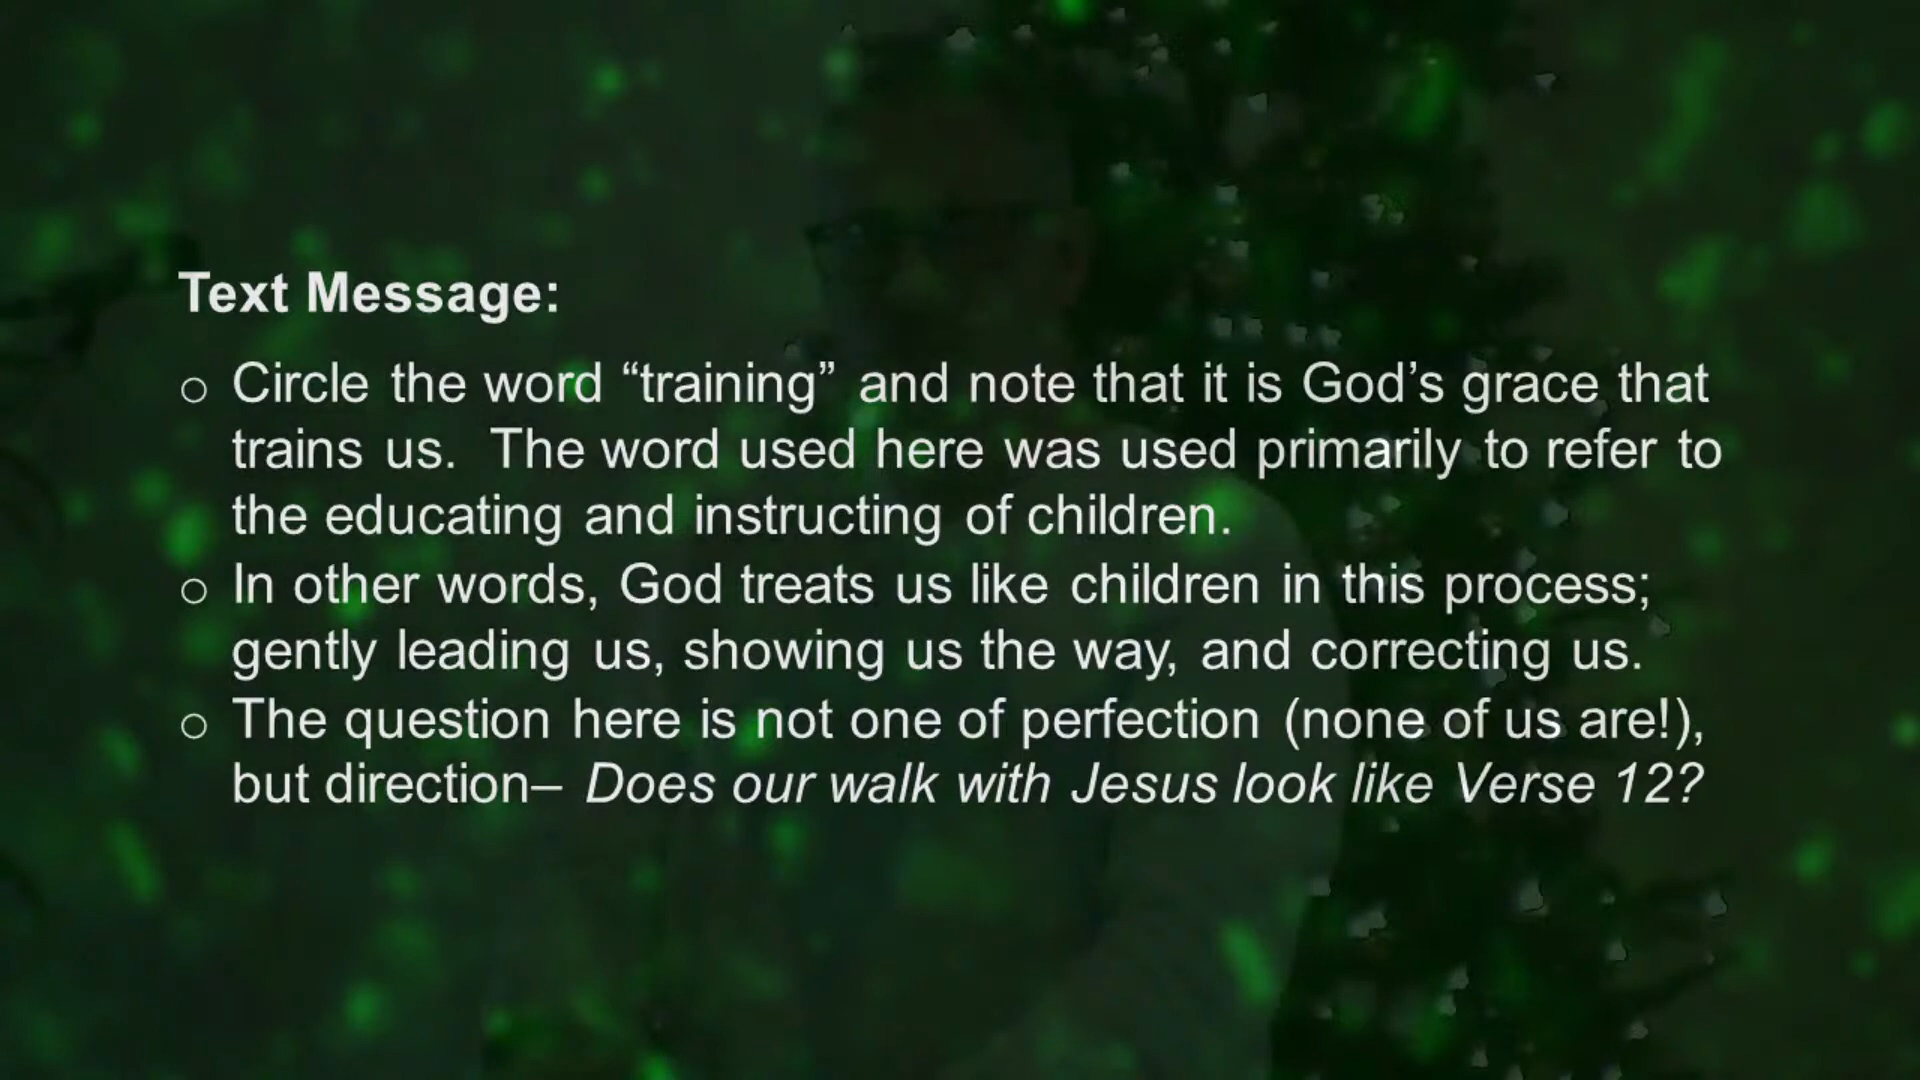 Text Message:
○ Circle the word “training” and note that it is God’s grace that
trains us. The word used here was used primarily to refer to
the educating and instructing of children.
○ In other words, God treats us like children in this process;
gently leading us, showing us the way, and correcting us.
○ The question here is not one of perfection (none of us are!),
but direction– Does our walk with Jesus look like Verse 12?